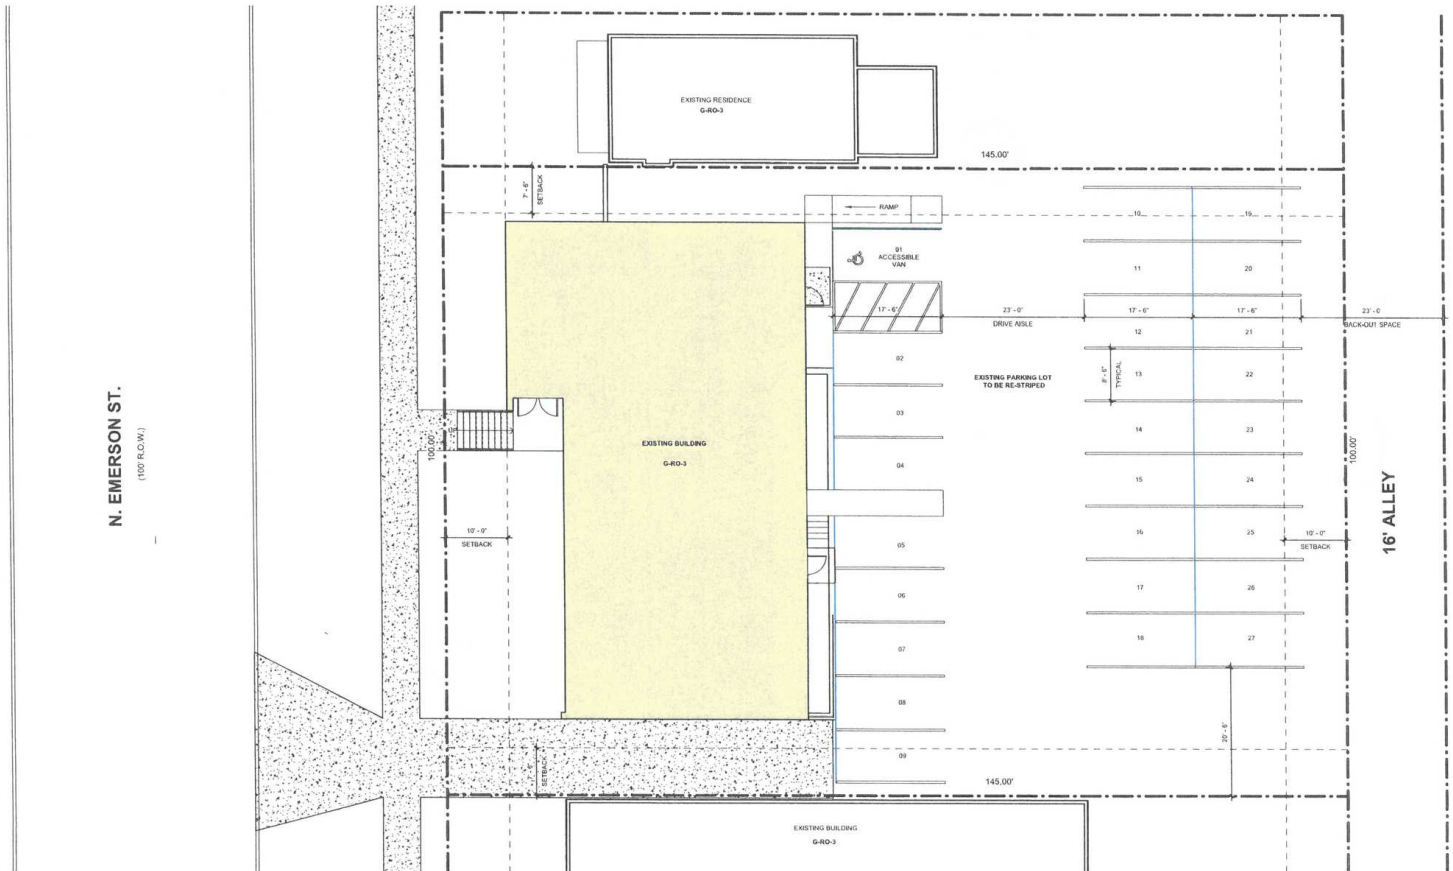 EXISTING RESIDENCE
G-RO-3
145.00'
7' - 6"
SETBACK
RAMP
01
ACCESSIBLE
VAN
10
19
11
20
17' - 6"
23' - 0"
DRIVE AISLE
17' - 6"
17' - 6"
23' - 0
BACK-OUT SPACE
12
21
02
EXISTING PARKING LOT
TO BE RE-STRIPED
8' - 6"
TYPICAL
13
22
03
14
23
N. EMERSON ST.
(100' R.O.W.)
UP
100.00'
EXISTING BUILDING
G-RO-3
04
15
24
100.00'
16' ALLEY
10' - 0"
SETBACK
05
16
25
10' - 0"
SETBACK
06
17
26
07
18
27
08
20' - 6"
SETBACK
09
145.00'
EXISTING BUILDING
G-RO-3